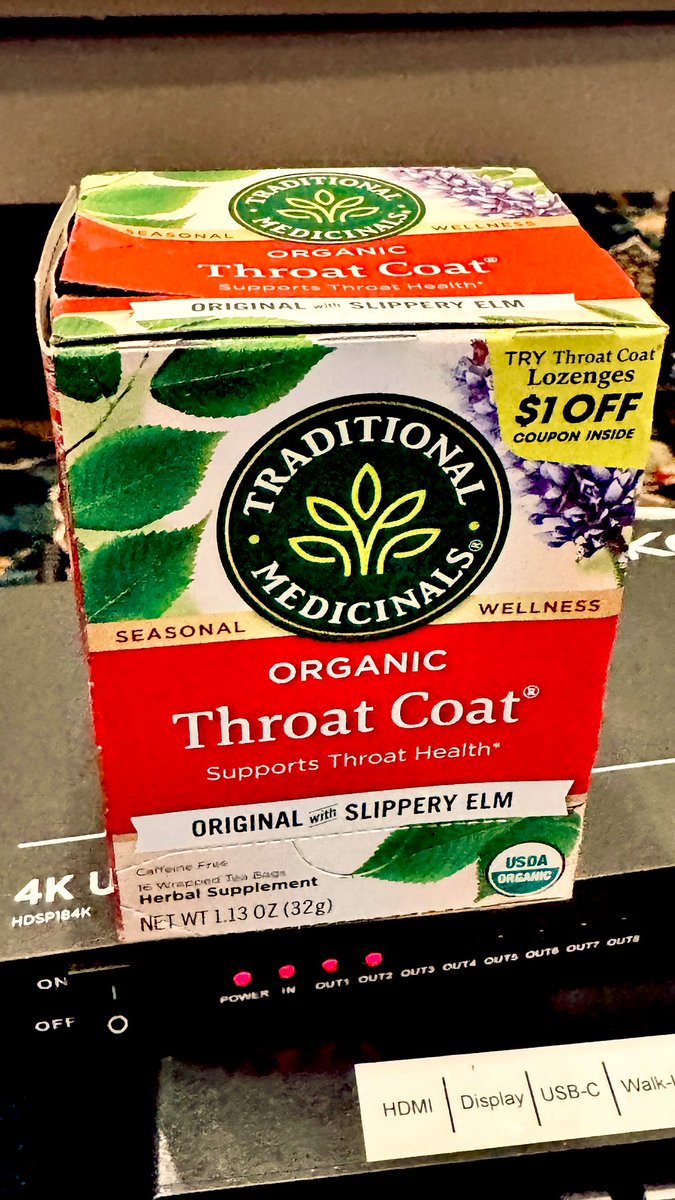 TRADITIONAL
MEDICINALS.
SEASONAL WELLNESS
ORGANIC
Throat Coat®
Supports Throat Health*
ORIGINAL with SLIPPERY ELM
TRY Throat Coat
Lozenges
$1 OFF
COUPON INSIDE
TRADITIONAL
MEDICINALS®
SEASONAL WELLNESS
ORGANIC
Throat Coat®
Supports Throat Health*
ORIGINAL with SLIPPERY ELM
Caffeine Free
16 Wrapped Tea Bags
Herbal Supplement
NET WT 1.13 OZ (32g)
USDA
ORGANIC
4K U
HDSP184K
ON
OFF
POWER IN OUT1 OUT2 OUT3 OUT4 OUT5 OUT6 OUT7 OUT8
HDMI | Display | USB-C | Walk-